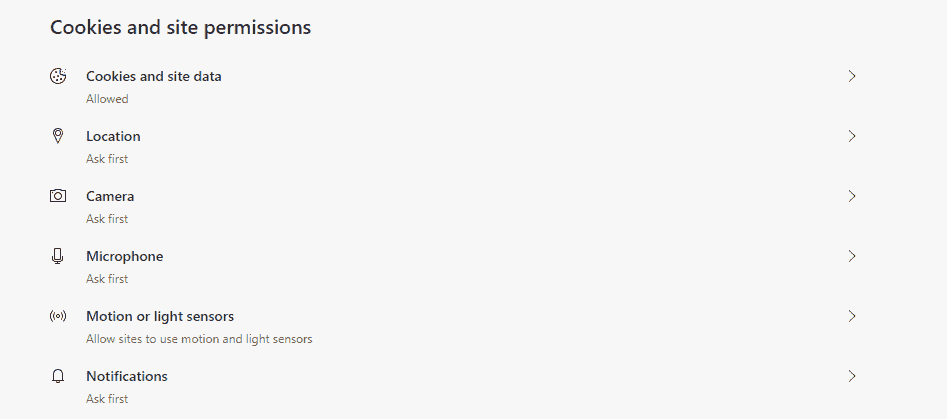 Cookies and site permissions
Cookies and site data
Allowed
Location
Ask first
Camera
Ask first
Microphone
Ask first
Motion or light sensors
Allow sites to use motion and light sensors
Notifications
Ask first